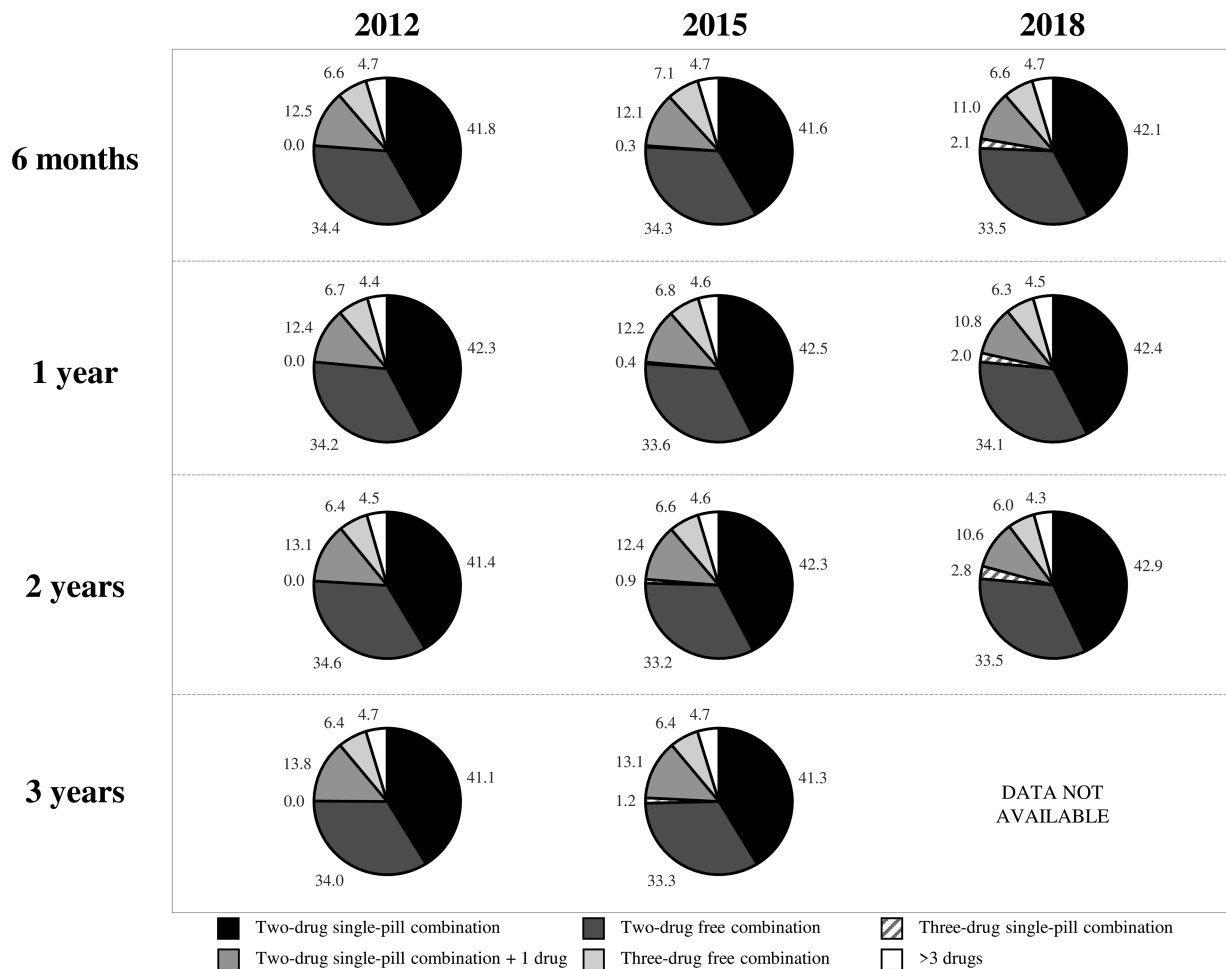 2012 2015 2018
6 months
6.6 4.7 7.1 4.7 6.6 4.7
12.5 12.1 11.0
41.8 41.6 42.1
0.0 0.3 2.1
34.4 34.3 33.5
1 year
6.7 4.4 6.8 4.6 6.3 4.5
12.4 12.2 10.8
42.3 42.5 42.4
0.0 0.4 2.0
34.2 33.6 34.1
2 years
6.4 4.5 6.6 4.6 6.0 4.3
13.1 12.4 10.6
41.4 42.3 42.9
0.0 0.9 2.8
34.6 33.2 33.5
3 years
6.4 4.7 6.4 4.7
13.8 13.1
41.1 41.3
0.0 1.2
34.0 33.3
DATA NOT
AVAILABLE
Two-drug single-pill combination Two-drug free combination Three-drug single-pill combination
Two-drug single-pill combination + 1 drug Three-drug free combination >3 drugs